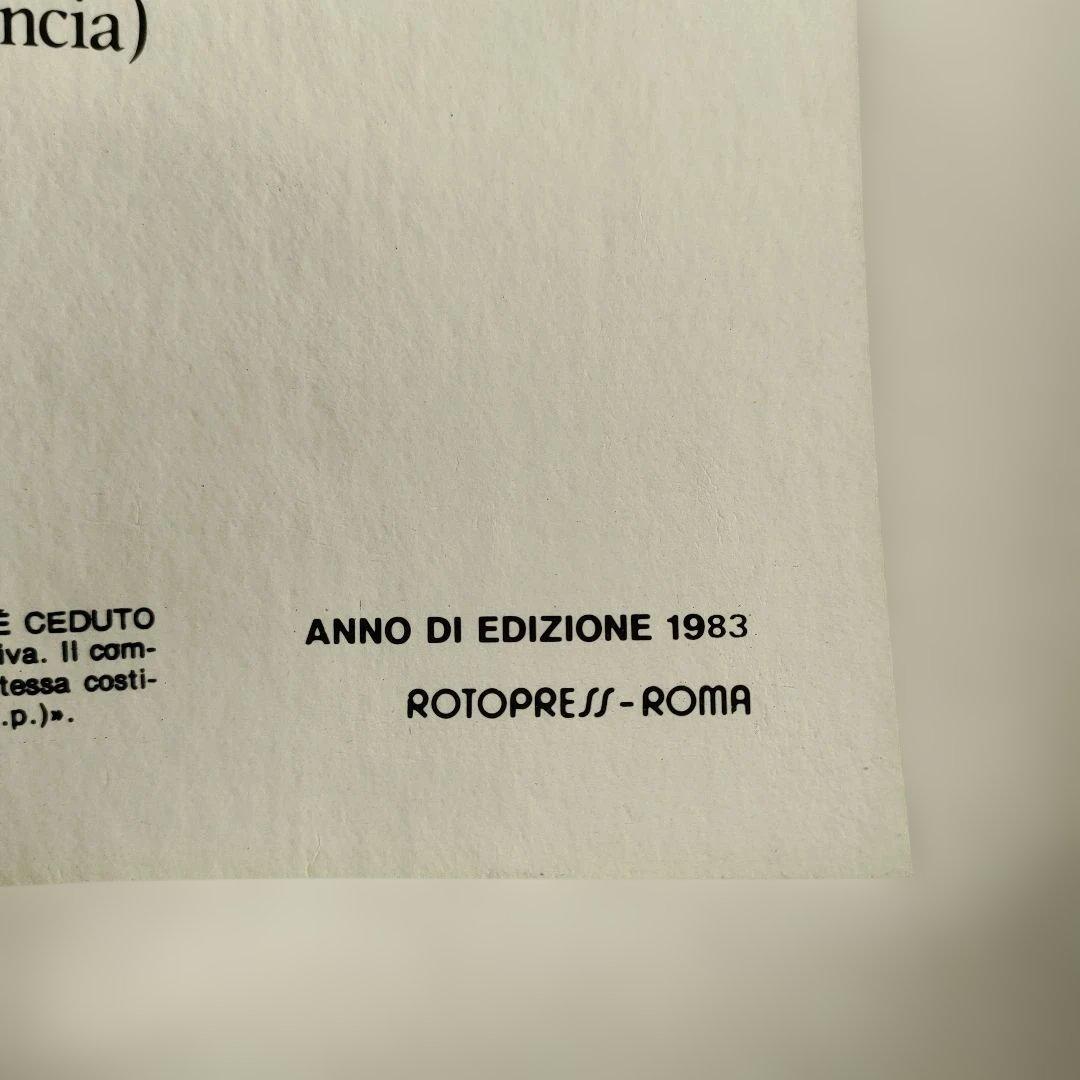 ncia)
È CEDUTO
iva. Il com-
tessa costi-
.p.)».
ANNO DI EDIZIONE 1983
ROTOPRESS-ROMA